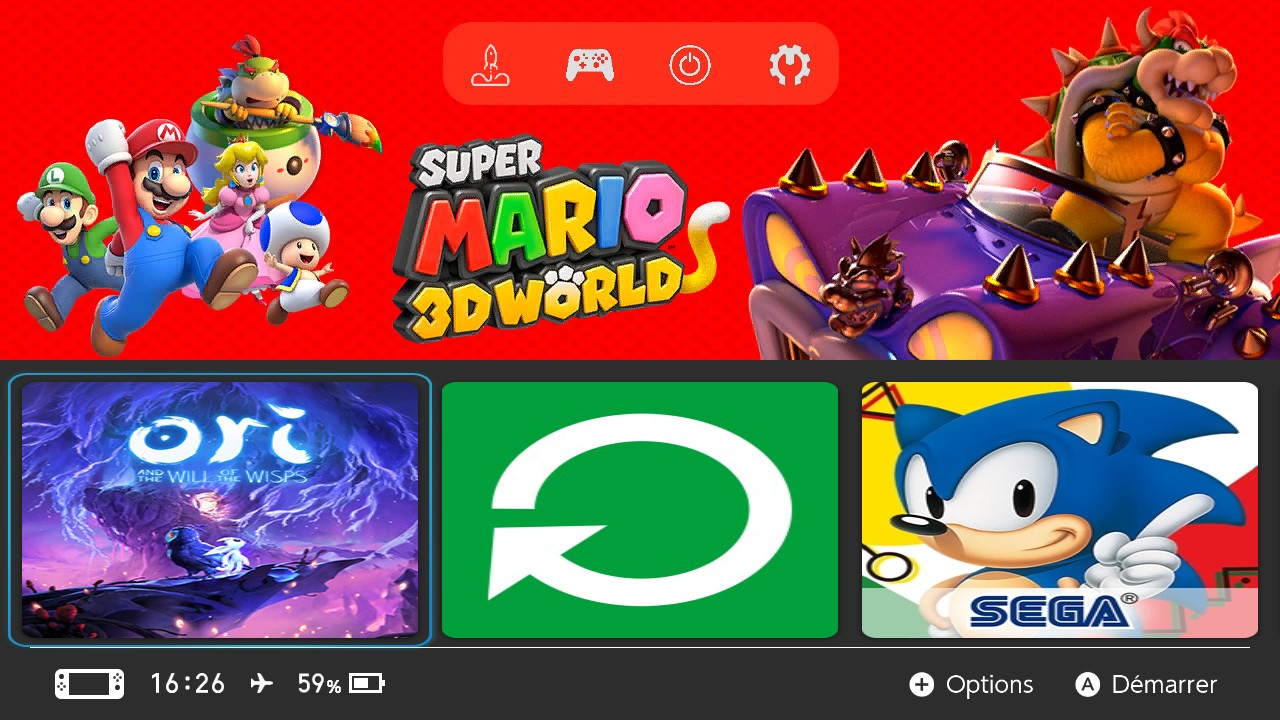 SUPER
MARIO
3D WORLD
ori
AND THE WILL OF THE WISPS
SEGA®
16:26
59%
Options
A Démarrer